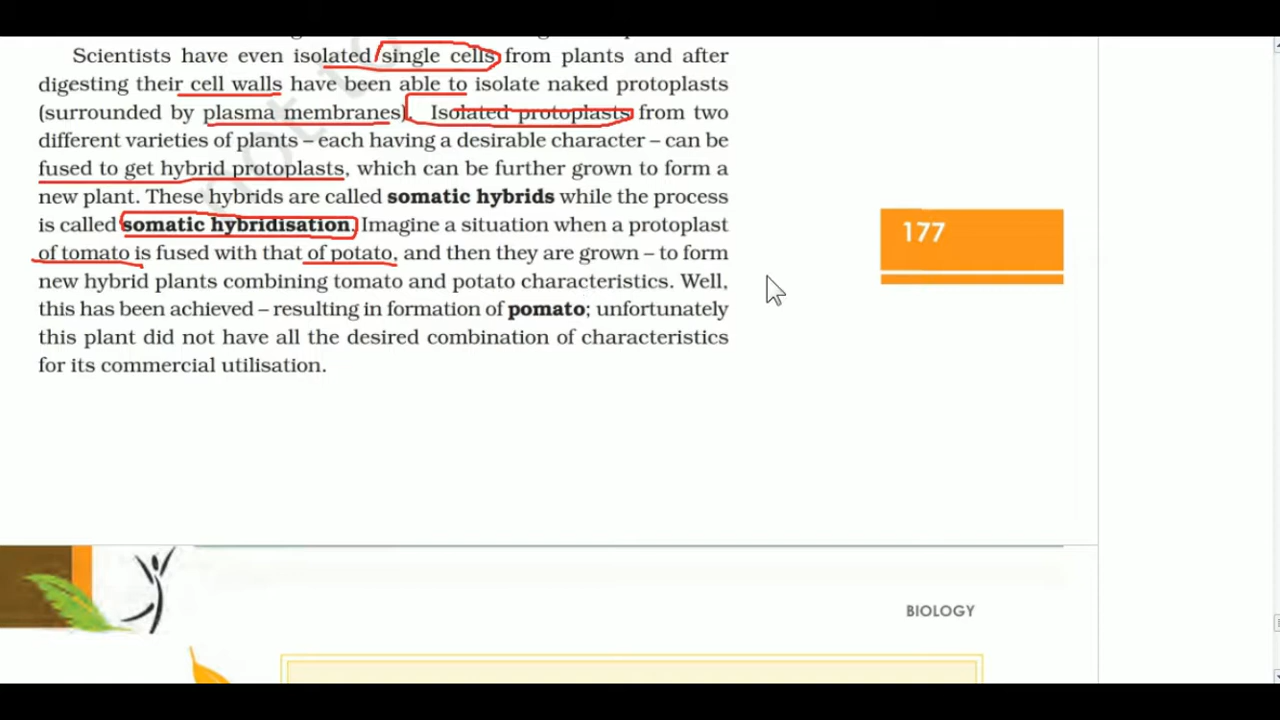 Scientists have even isolated single cells from plants and after
digesting their cell walls have been able to isolate naked protoplasts
(surrounded by plasma membranes). Isolated protoplasts from two
different varieties of plants – each having a desirable character – can be
fused to get hybrid protoplasts, which can be further grown to form a
new plant. These hybrids are called somatic hybrids while the process
is called somatic hybridisation. Imagine a situation when a protoplast
of tomato is fused with that of potato, and then they are grown – to form
new hybrid plants combining tomato and potato characteristics. Well,
this has been achieved – resulting in formation of pomato; unfortunately
this plant did not have all the desired combination of characteristics
for its commercial utilisation.
177
BIOLOGY